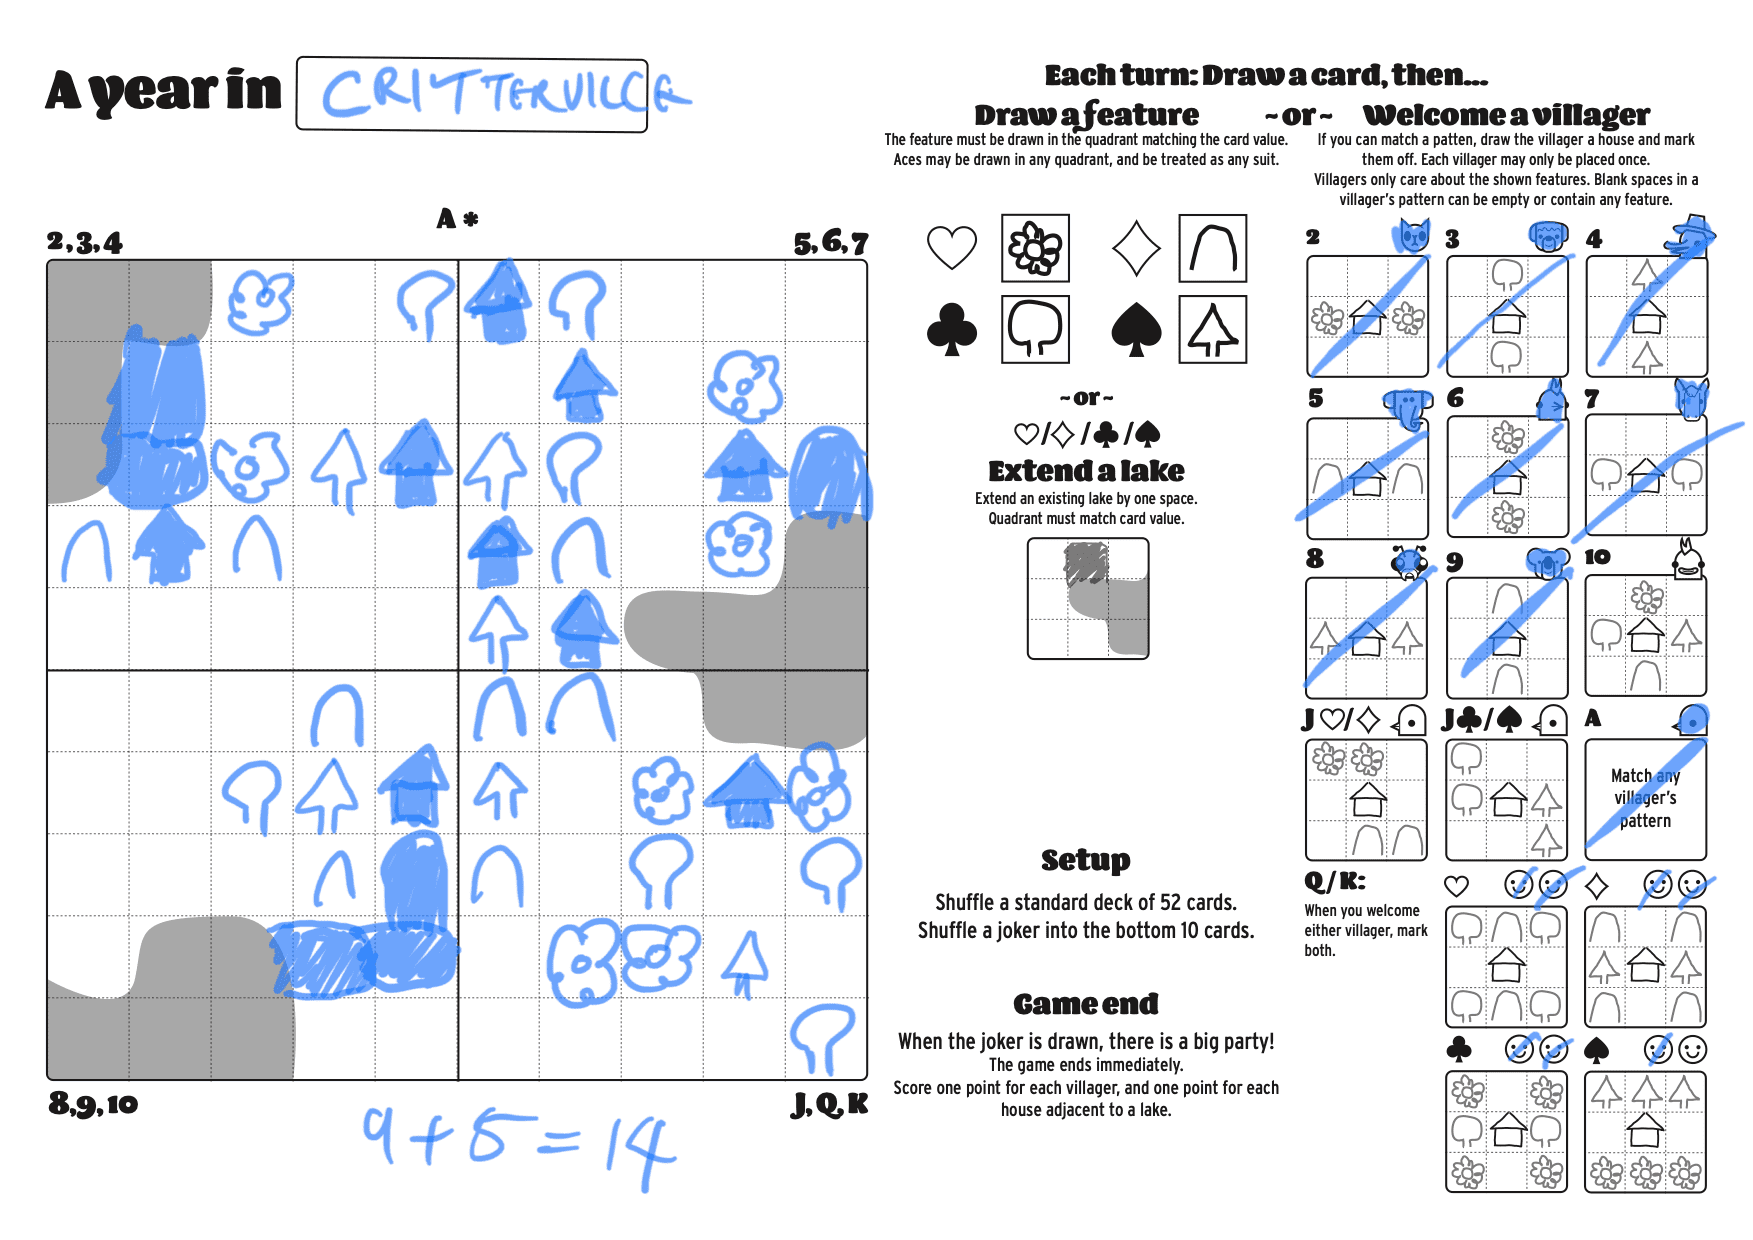 A year in CRITTERVILLE
A *
2, 3, 4
5, 6, 7
8, 9, 10
J, Q, K
9 + 5 = 14
Each turn: Draw a card, then...
Draw a feature
The feature must be drawn in the quadrant matching the card value.
Aces may be drawn in any quadrant, and be treated as any suit.
~or~
Welcome a villager
If you can match a patten, draw the villager a house and mark
them off. Each villager may only be placed once.
Villagers only care about the shown features. Blank spaces in a
villager's pattern can be empty or contain any feature.
~or~
♡/♢/♣/♠
Extend a lake
Extend an existing lake by one space.
Quadrant must match card value.
Setup
Shuffle a standard deck of 52 cards.
Shuffle a joker into the bottom 10 cards.
Game end
When the joker is drawn, there is a big party!
The game ends immediately.
Score one point for each villager, and one point for each
house adjacent to a lake.
2
3
4
5
6
7
8
9
10
J ♡/♢
J ♣/♠
A
Match any
villager's
pattern
Q/K:
When you welcome
either villager, mark
both.